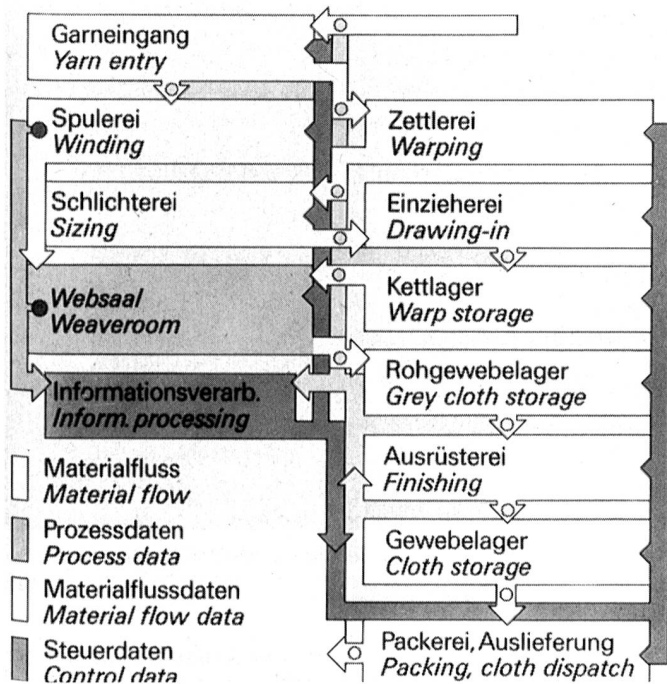 Garneingang
Yarn entry
Spulerei
Winding
Zettlerei
Warping
Schlichterei
Sizing
Einzieherei
Drawing-in
Websaal
Weaveroom
Kettlager
Warp storage
Informationsverarb.
Inform. processing
Rohgewebelager
Grey cloth storage
Materialfluss
Material flow
Ausrüsterei
Finishing
Prozessdaten
Process data
Gewebelager
Cloth storage
Materialflussdaten
Material flow data
Steuerdaten
Control data
Packerei, Auslieferung
Packing, cloth dispatch